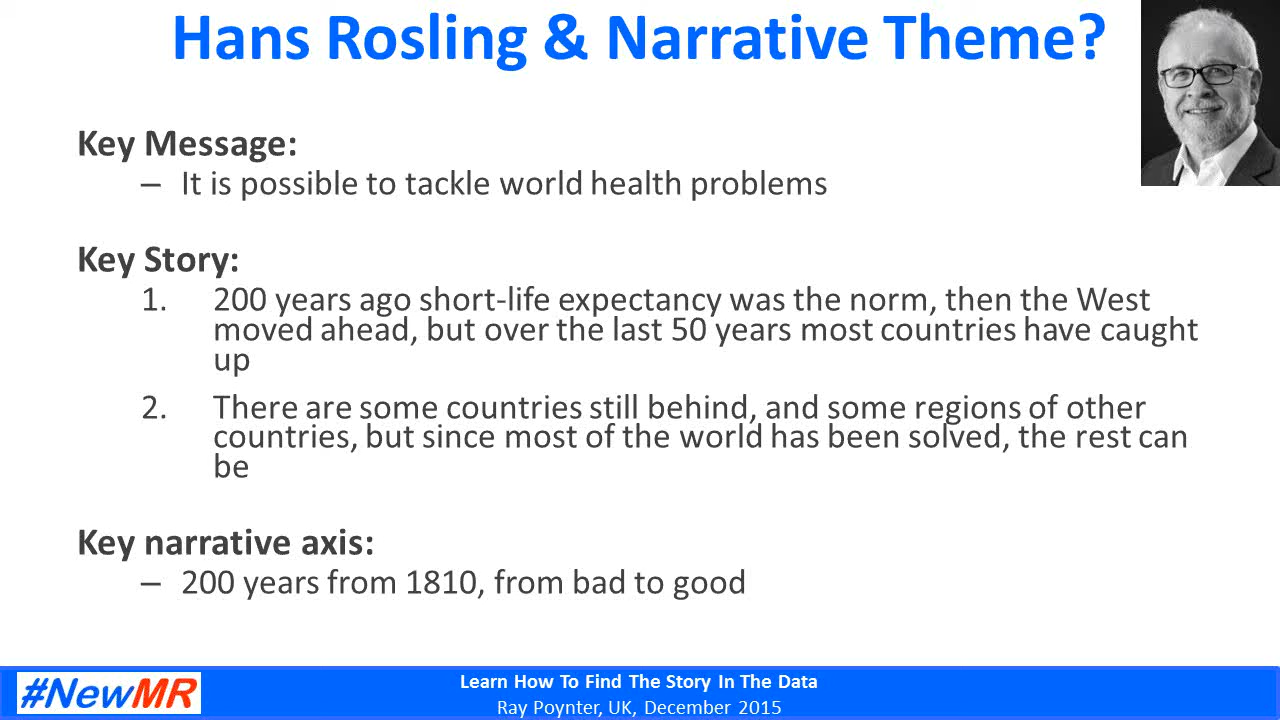 Hans Rosling & Narrative Theme?
Key Message:
– It is possible to tackle world health problems
Key Story:
1. 200 years ago short-life expectancy was the norm, then the West
moved ahead, but over the last 50 years most countries have caught
up
2. There are some countries still behind, and some regions of other
countries, but since most of the world has been solved, the rest can
be
Key narrative axis:
– 200 years from 1810, from bad to good
#NewMR
Learn How To Find The Story In The Data
Ray Poynter, UK, December 2015